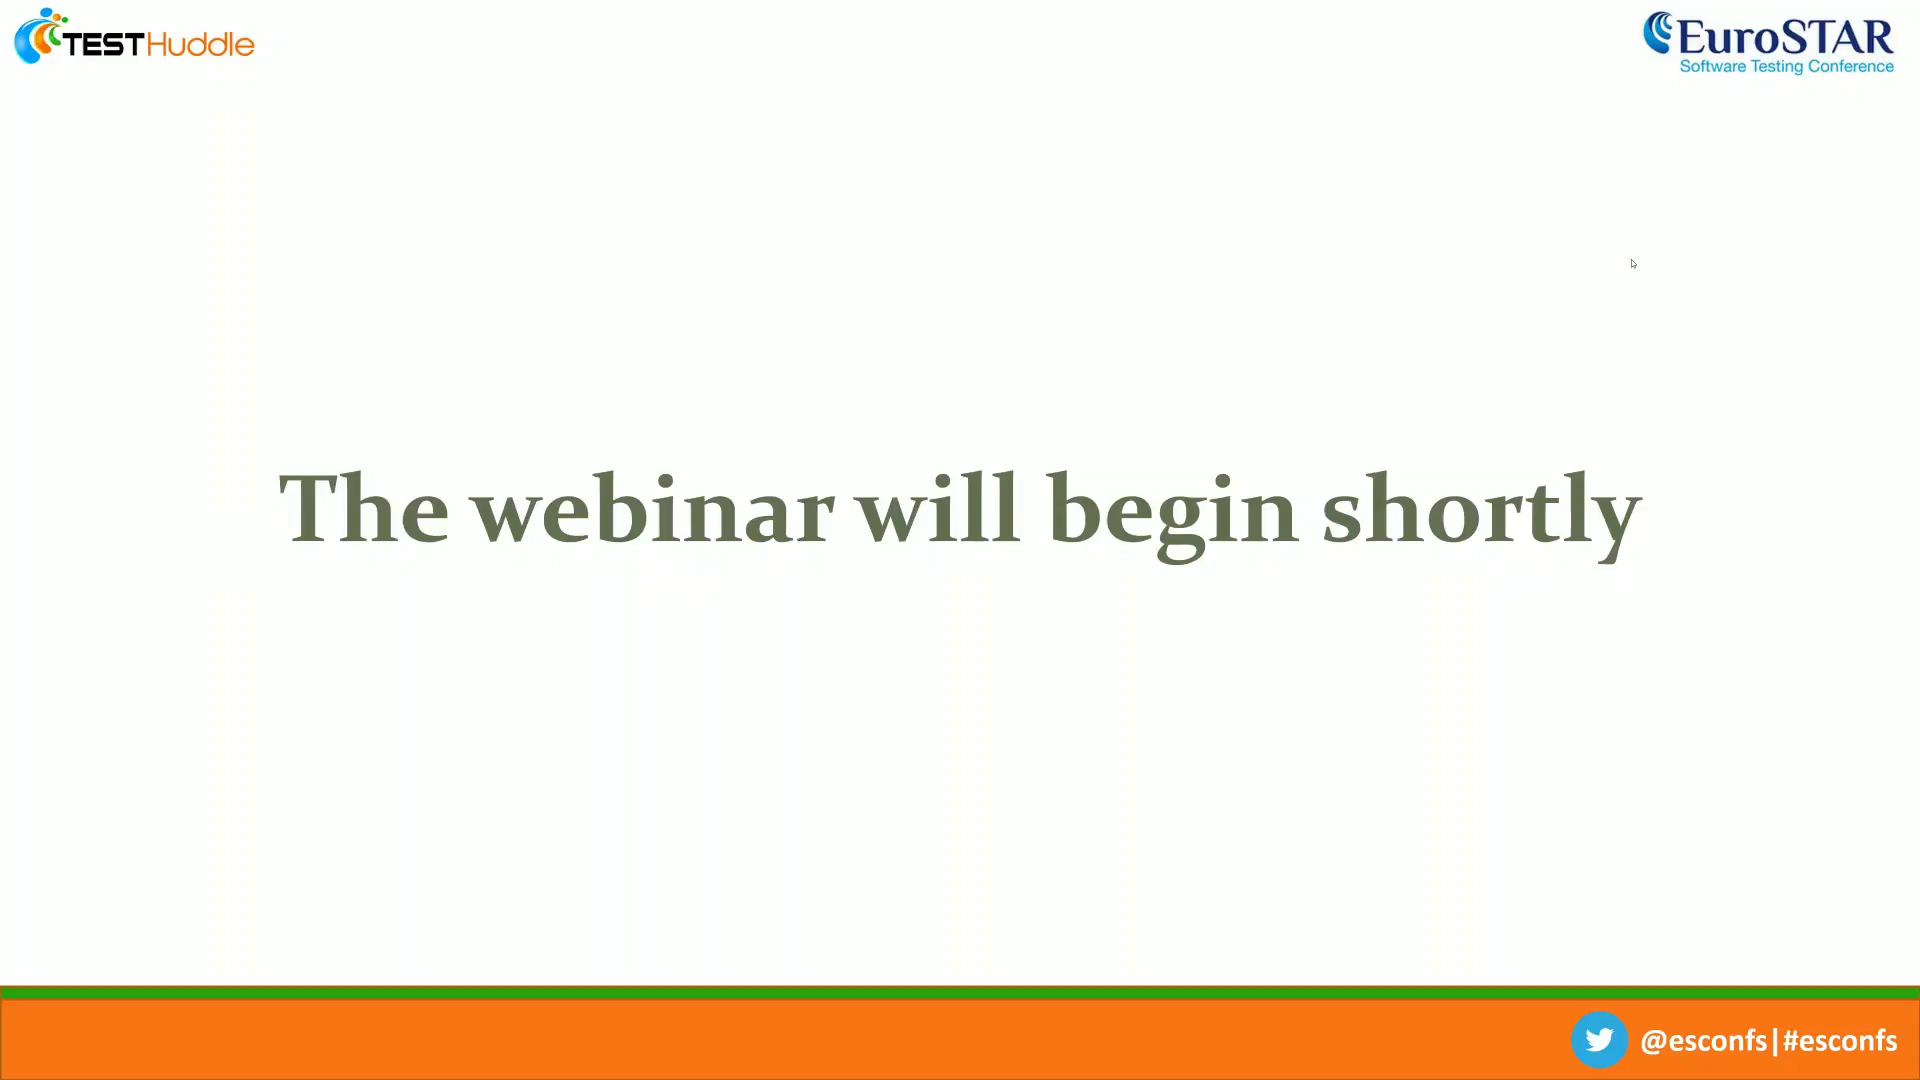 TESTHuddle
EuroSTAR
Software Testing Conference
The webinar will begin shortly
@esconfs|#esconfs